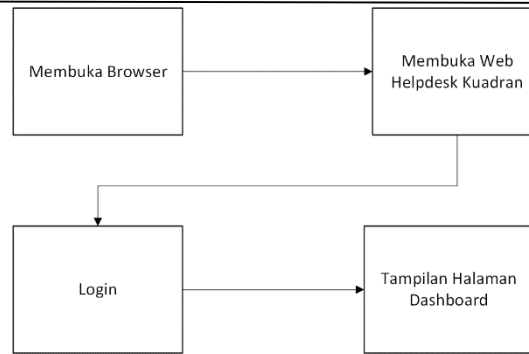 Membuka Browser
Membuka Web
Helpdesk Kuadran
Login
Tampilan Halaman
Dashboard